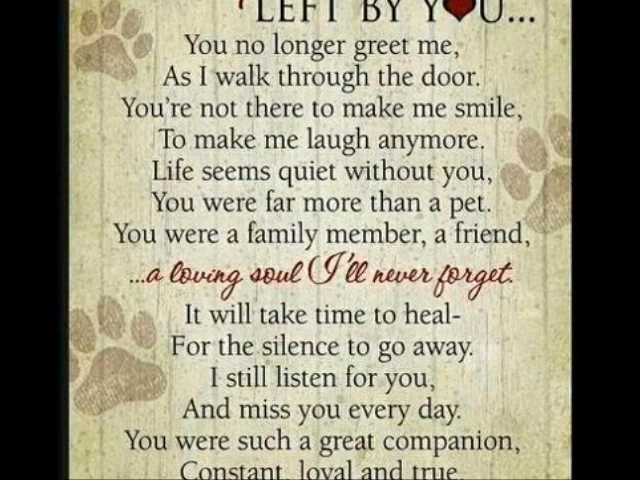 LEFT BY YOU...
You no longer greet me,
As I walk through the door.
You're not there to make me smile,
To make me laugh anymore.
Life seems quiet without you,
You were far more than a pet.
You were a family member, a friend,
...a loving soul I'll never forget.
It will take time to heal-
For the silence to go away.
I still listen for you,
And miss you every day.
You were such a great companion,
Constant, loyal and true.